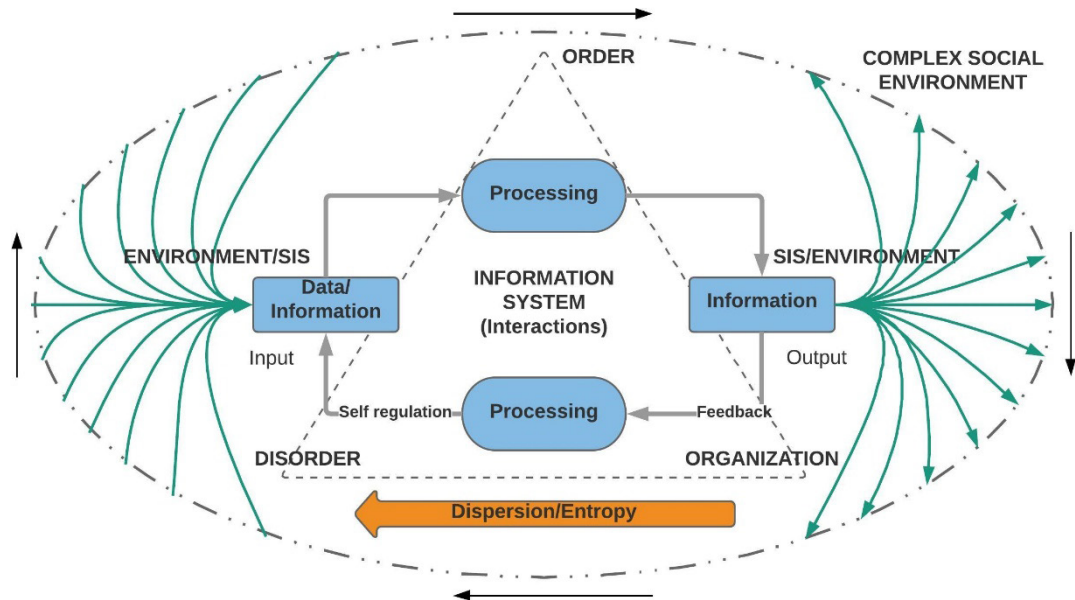 ORDER
COMPLEX SOCIAL
ENVIRONMENT
Processing
ENVIRONMENT/SIS
SIS/ENVIRONMENT
Data/
Information
INFORMATION
SYSTEM
(Interactions)
Information
Input
Output
Self regulation
Processing
Feedback
DISORDER
ORGANIZATION
Dispersion/Entropy